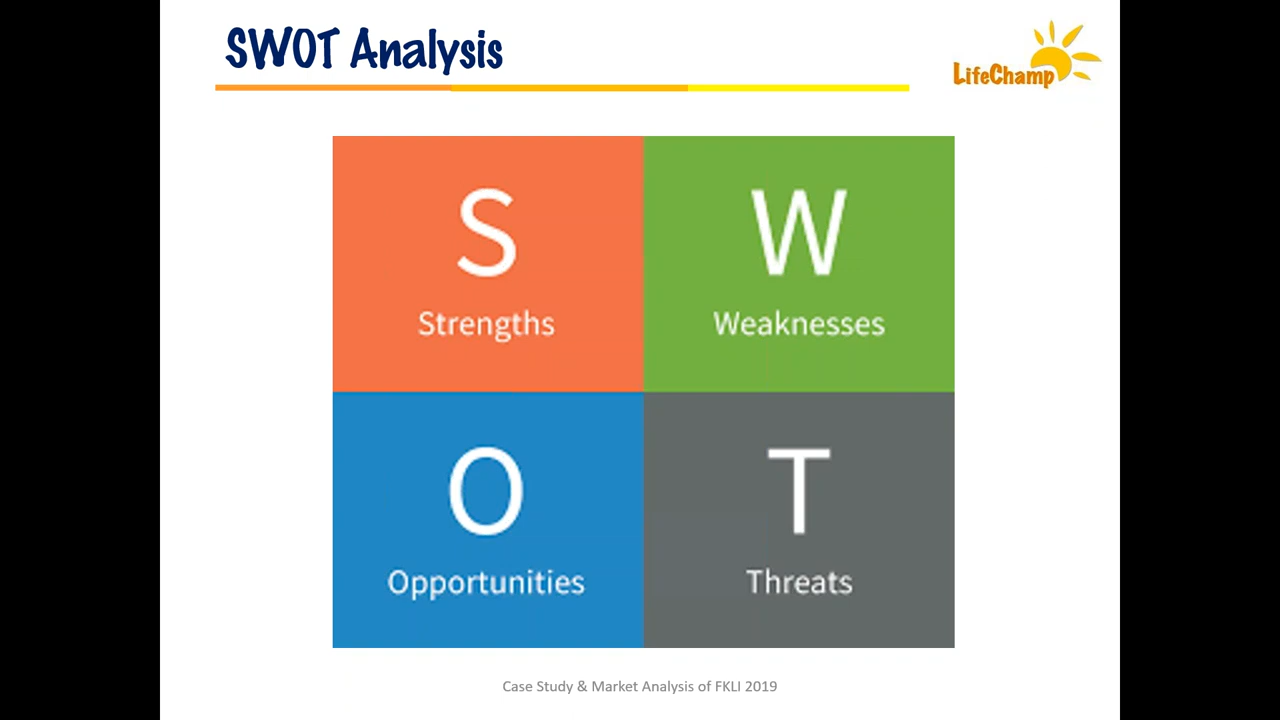 SWOT Analysis
LifeChamp
S
Strengths
W
Weaknesses
O
Opportunities
T
Threats
Case Study & Market Analysis of FKLI 2019